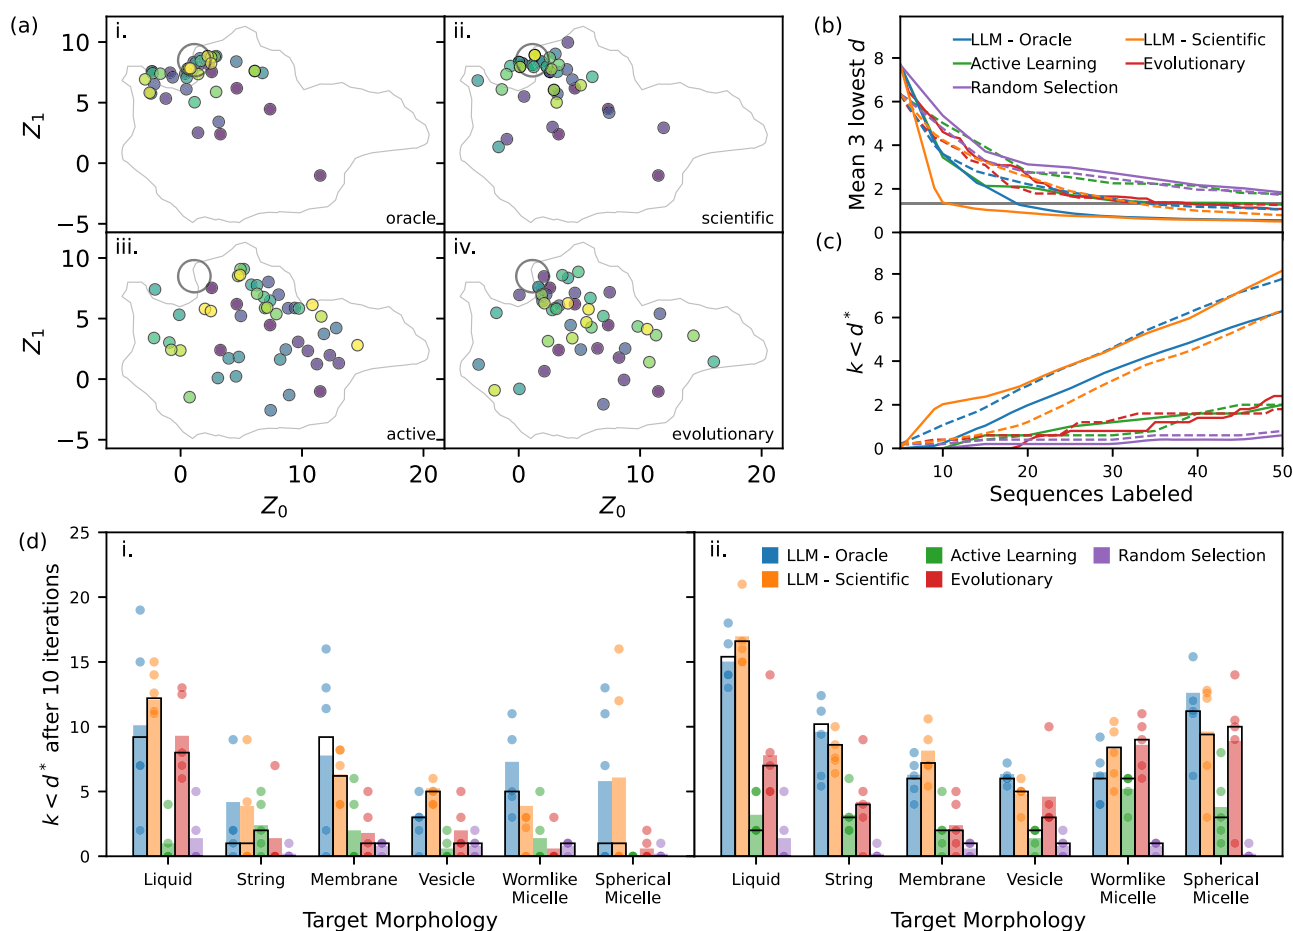 (a)
i.
10
5
0
−5
Z1
oracle
ii.
scientific
iii.
10
5
0
−5
Z1
active
0
10
20
Z0
iv.
evolutionary
0
10
20
Z0
(b)
LLM - Oracle
LLM - Scientific
Active Learning
Evolutionary
Random Selection
8
6
4
2
0
Mean 3 lowest d
(c)
8
6
4
2
0
k < d*
10
20
30
40
50
Sequences Labeled
(d)
i.
25
20
15
10
5
0
k < d* after 10 iterations
Liquid
String
Membrane
Vesicle
Wormlike
Micelle
Spherical
Micelle
Target Morphology
ii.
LLM - Oracle
Active Learning
Random Selection
LLM - Scientific
Evolutionary
Liquid
String
Membrane
Vesicle
Wormlike
Micelle
Spherical
Micelle
Target Morphology